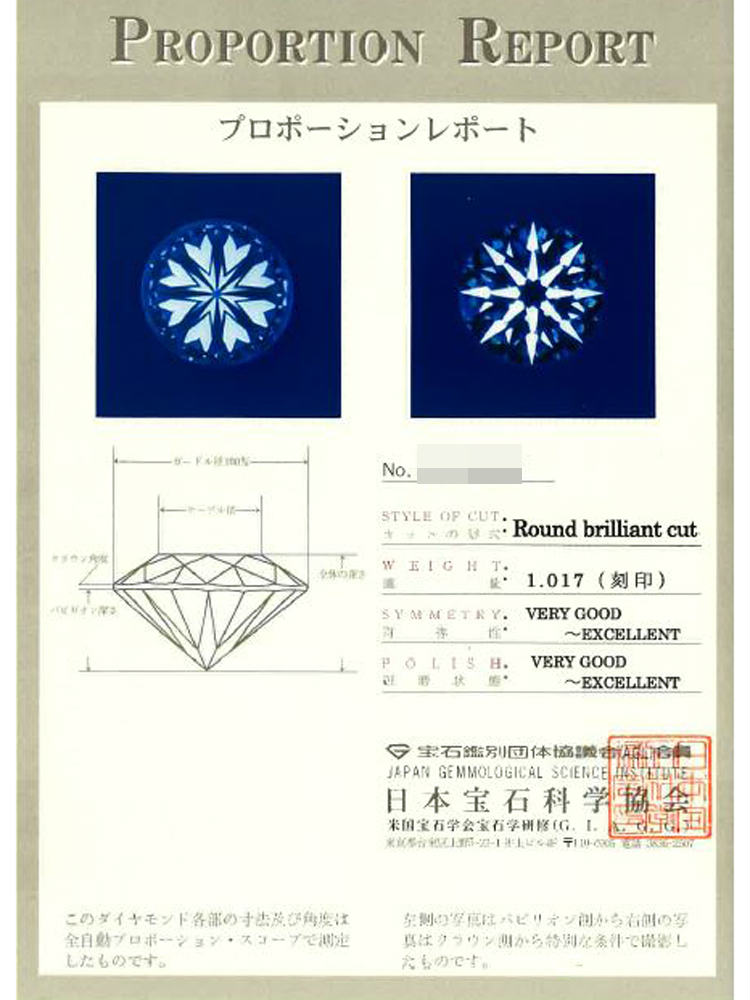 PROPORTION REPORT
プロポーションレポート
ガードル径100%
テーブル径
クラウン角度
全体の深さ
パビリオン深さ
No.
STYLE OF CUT: Round brilliant cut
カットの形式
WEIGHT: 1.017 (刻印)
重量
SYMMETRY: VERY GOOD
対称性: ～EXCELLENT
POLISH: VERY GOOD
研磨状態: ～EXCELLENT
宝石鑑別団体協議会(AGL)会員
JAPAN GEMMOLOGICAL SCIENCE INSTITUTE
日本宝石科学協会
米国宝石学会宝石学研修(G. I. A. G. G.)
このダイヤモンド各部の寸法及び角度は
全自動プロポーション・スコープで測定
したものです。
左側の写真はパビリオン側から右側の写
真はクラウン側から特別な条件で撮影し
たものです。